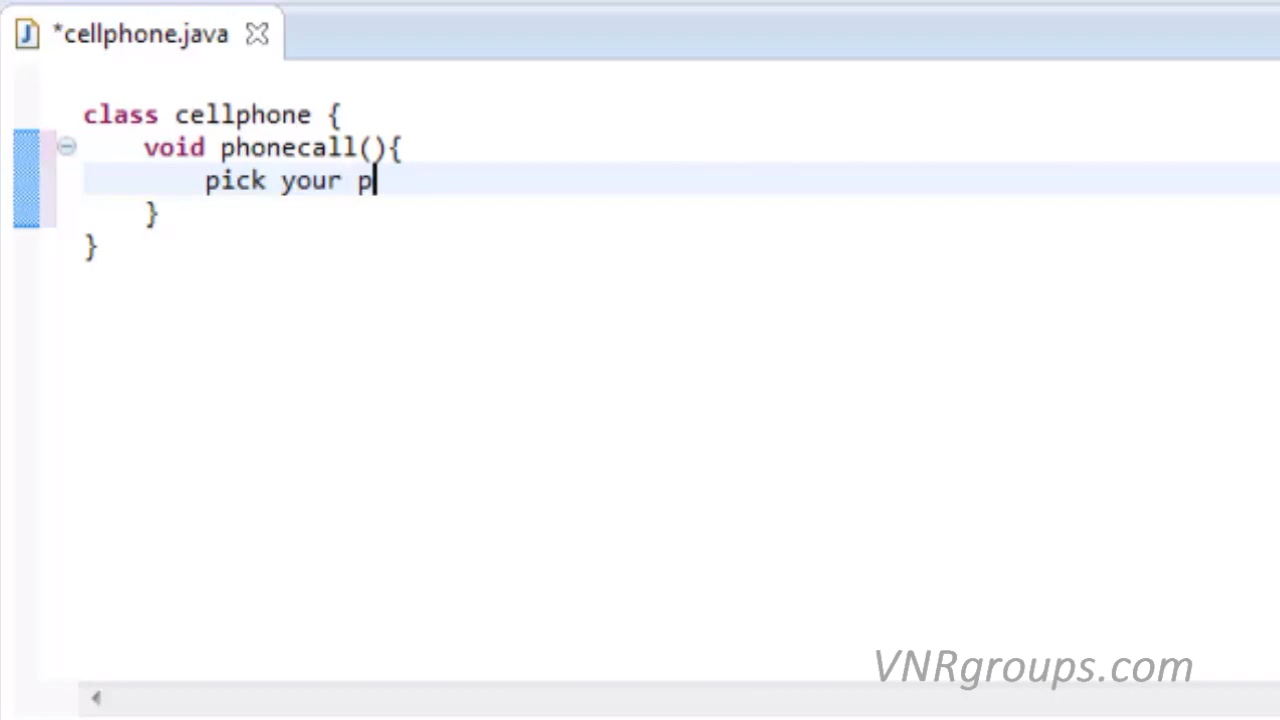 *cellphone.java
class cellphone {
void phonecall(){
pick your p
}
}
VNRgroups.com